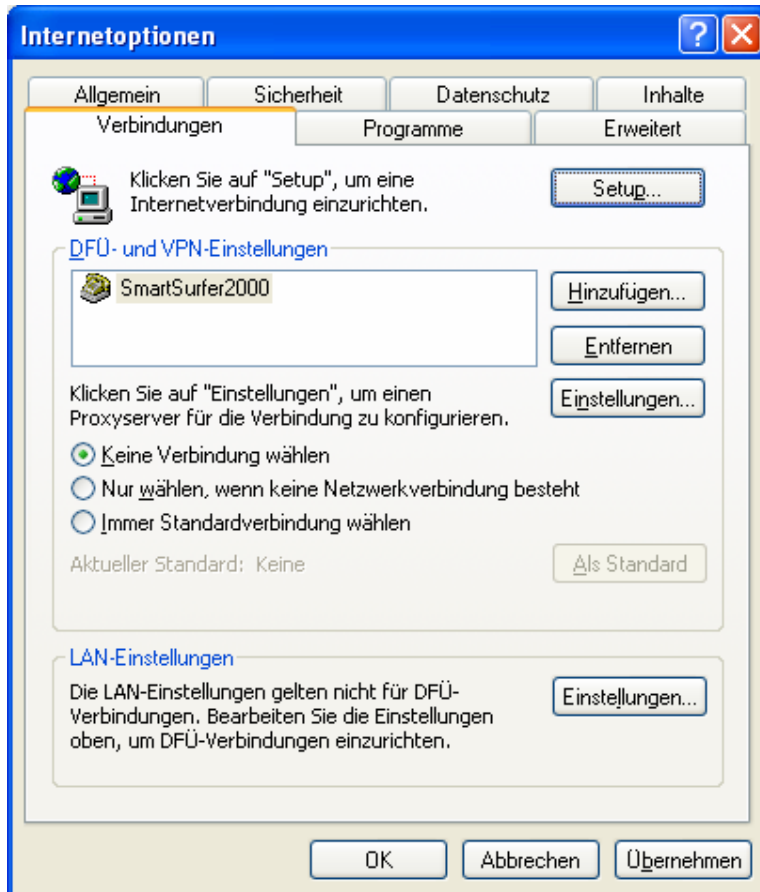 Internetoptionen
Allgemein Sicherheit Datenschutz Inhalte
Verbindungen Programme Erweitert
Klicken Sie auf "Setup", um eine
Internetverbindung einzurichten.
Setup...
DFÜ- und VPN-Einstellungen
SmartSurfer2000
Hinzufügen...
Entfernen
Klicken Sie auf "Einstellungen", um einen
Proxyserver für die Verbindung zu konfigurieren.
Einstellungen...
Keine Verbindung wählen
Nur wählen, wenn keine Netzwerkverbindung besteht
Immer Standardverbindung wählen
Aktueller Standard: Keine
Als Standard
LAN-Einstellungen
Die LAN-Einstellungen gelten nicht für DFÜ-
Verbindungen. Bearbeiten Sie die Einstellungen
oben, um DFÜ-Verbindungen einzurichten.
Einstellungen...
OK Abbrechen Übernehmen